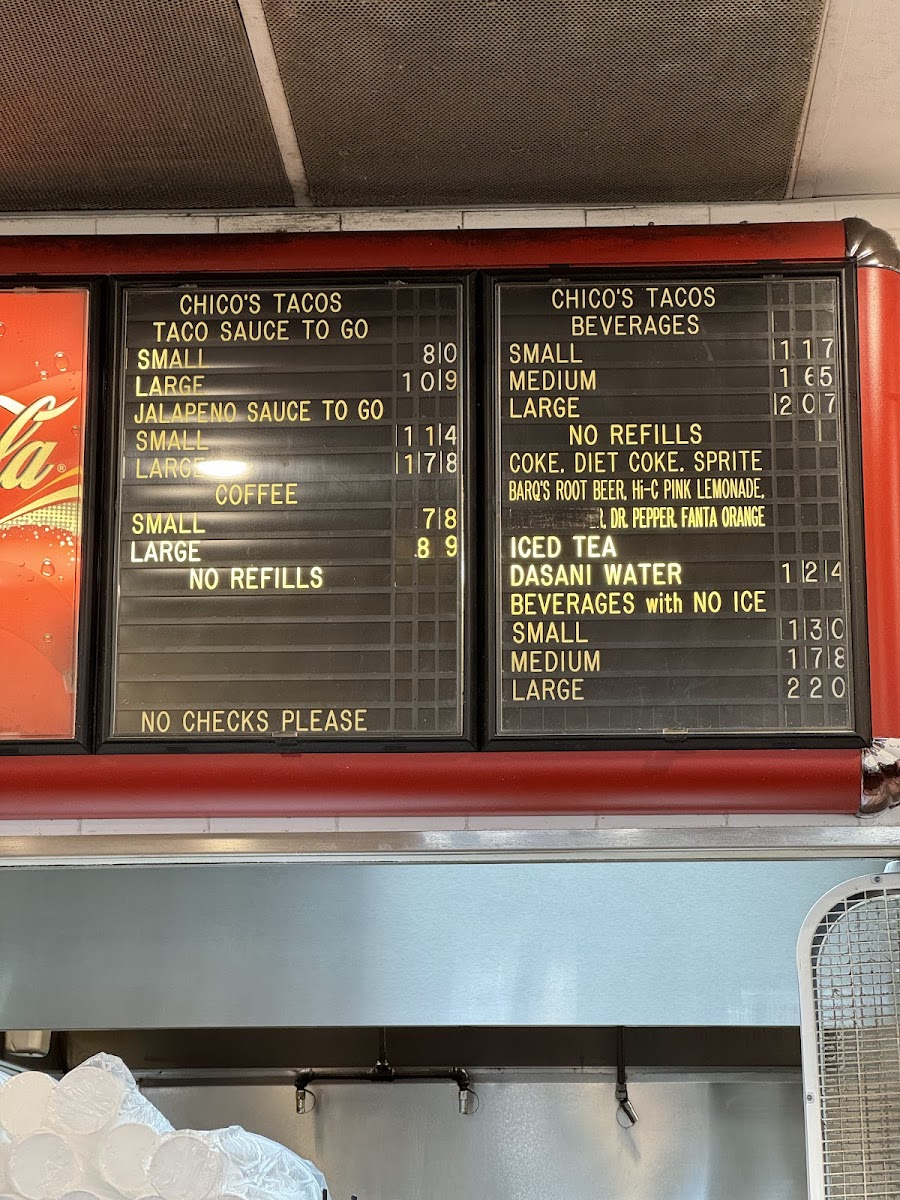 la®
CHICO'S TACOS
TACO SAUCE TO GO
SMALL 80
LARGE 109
JALAPENO SAUCE TO GO
SMALL 114
LARGE 178
COFFEE
SMALL .78
LARGE .89
NO REFILLS
NO CHECKS PLEASE
CHICO'S TACOS
BEVERAGES
SMALL 117
MEDIUM 165
LARGE 207
NO REFILLS
COKE, DIET COKE, SPRITE
BARQ'S ROOT BEER, Hi-C PINK LEMONADE,
DR. PEPPER, FANTA ORANGE
ICED TEA
DASANI WATER 124
BEVERAGES with NO ICE
SMALL 130
MEDIUM 178
LARGE 220